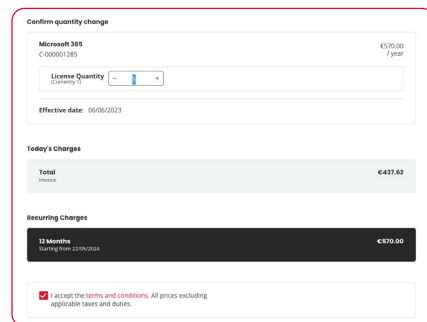 Confirm quantity change
Microsoft 365
C-000001285
€570.00
/ year
License Quantity
(Currently 1)
− 5 +
Effective date: 06/06/2023
Today's Charges
Total
Invoice
€437.62
Recurring Charges
12 Months
Starting from 22/05/2024
€570.00
I accept the terms and conditions. All prices excluding
applicable taxes and duties.